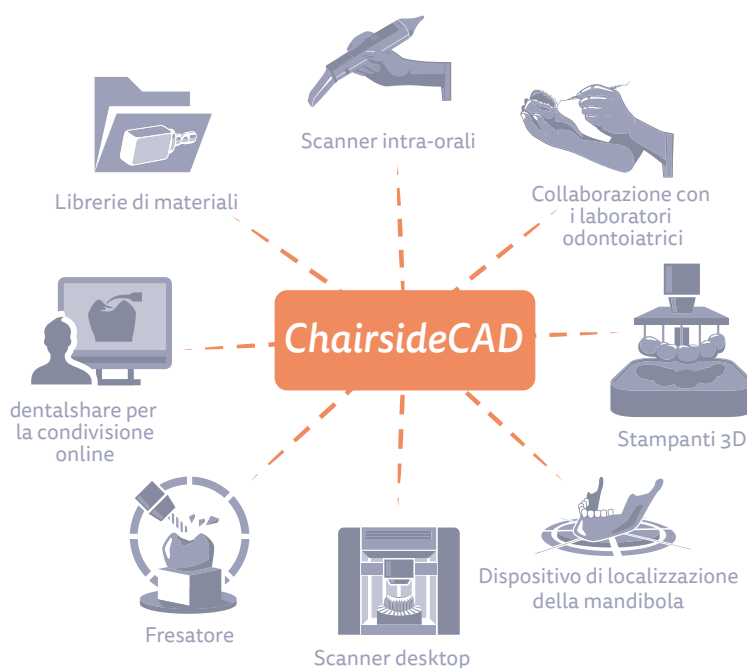 Scanner intra-orali
Librerie di materiali
Collaborazione con
i laboratori
odontoiatrici
ChairsideCAD
dentalshare per
la condivisione
online
Stampanti 3D
Fresatore
Scanner desktop
Dispositivo di localizzazione
della mandibola